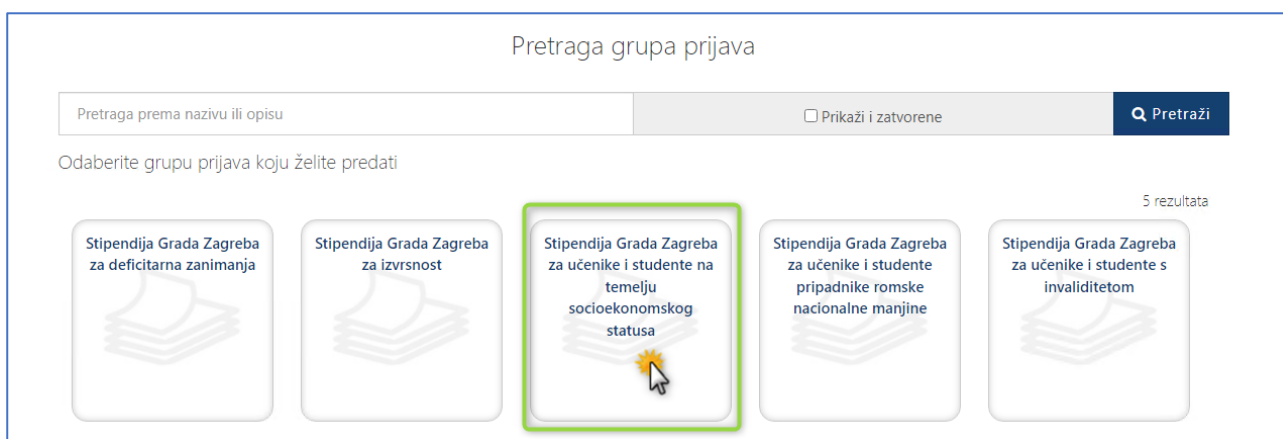 Pretraga grupa prijava
Pretraga prema nazivu ili opisu
Prikaži i zatvorene
Pretraži
Odaberite grupu prijava koju želite predati
5 rezultata
Stipendija Grada Zagreba
za deficitarna zanimanja
Stipendija Grada Zagreba
za izvrsnost
Stipendija Grada Zagreba
za učenike i studente na
temelju
socioekonomskog
statusa
Stipendija Grada Zagreba
za učenike i studente
pripadnike romske
nacionalne manjine
Stipendija Grada Zagreba
za učenike i studente s
invaliditetom